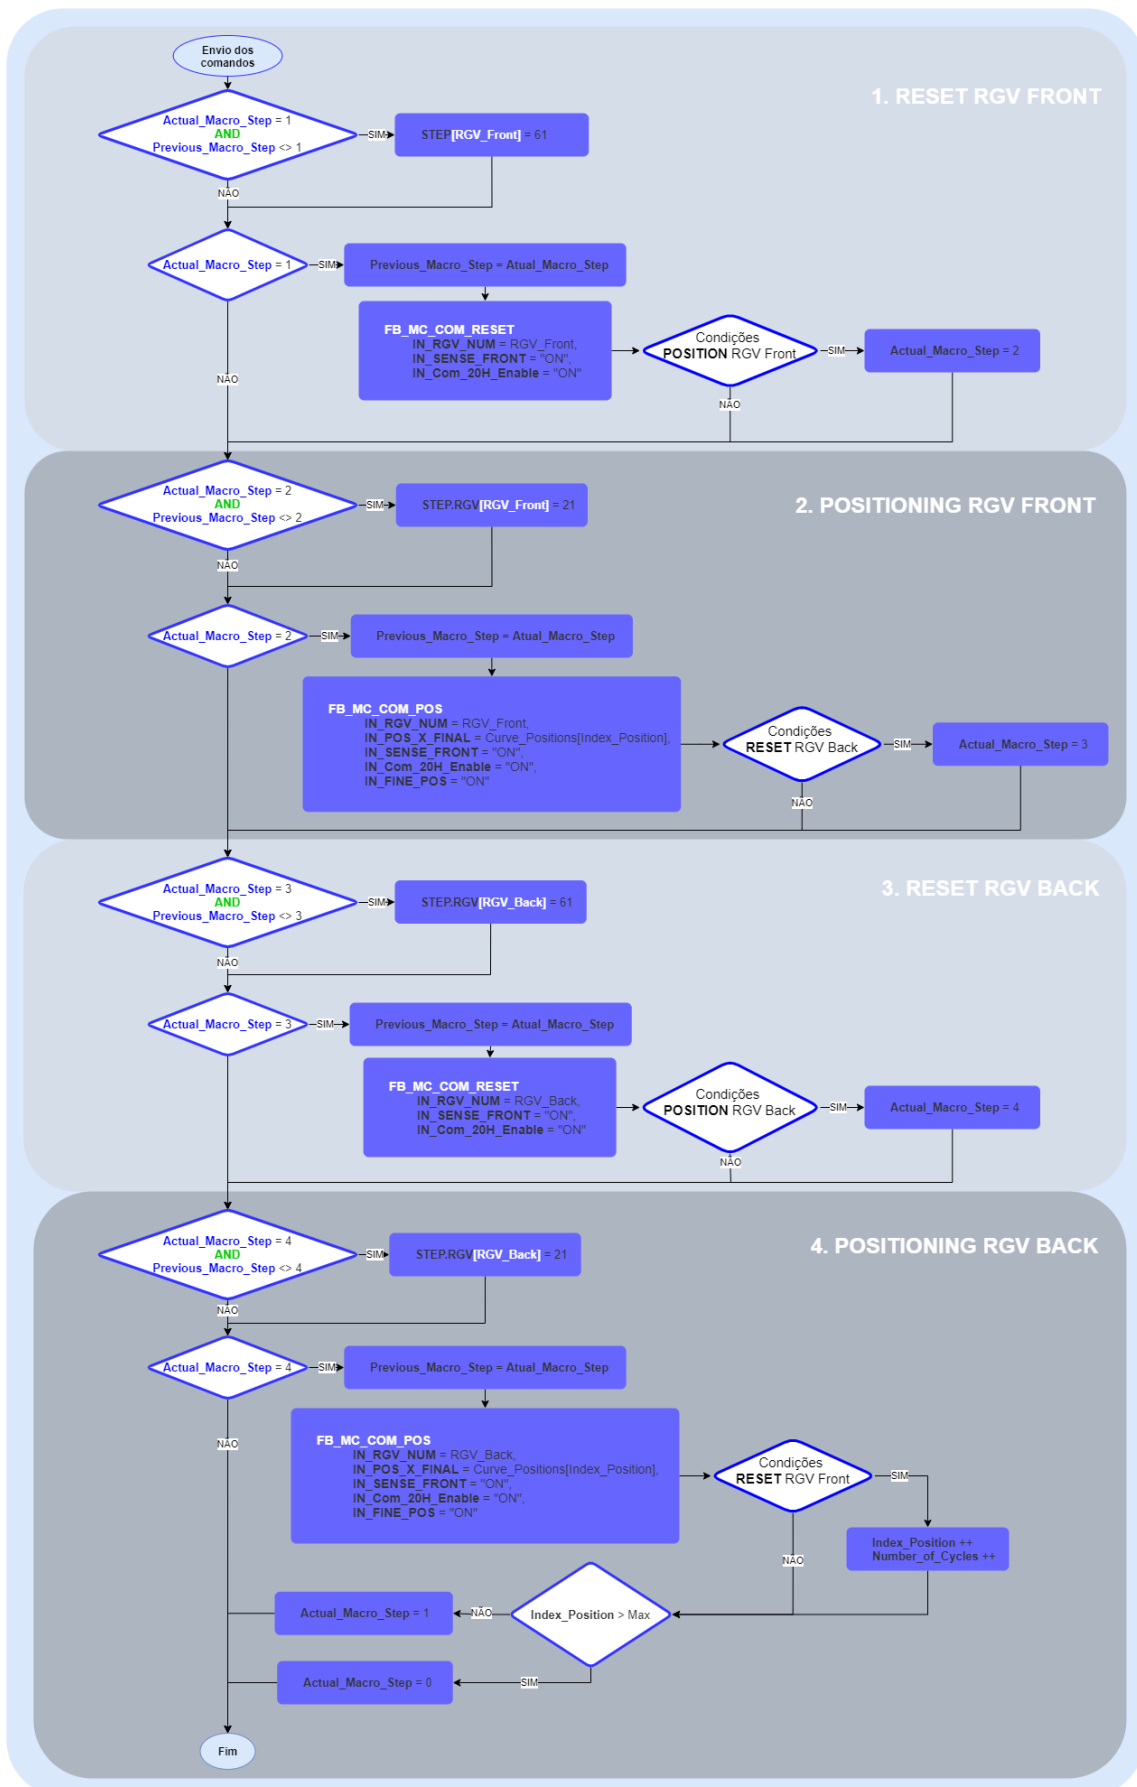 Envio dos
comandos
1. RESET RGV FRONT
Actual_Macro_Step = 1
AND
Previous_Macro_Step <> 1
SIM
STEP[RGV_Front] = 61
NÃO
Actual_Macro_Step = 1
SIM
Previous_Macro_Step = Atual_Macro_Step
FB_MC_COM_RESET
IN_RGV_NUM = RGV_Front,
IN_SENSE_FRONT = "ON",
IN_Com_20H_Enable = "ON"
Condições
POSITION RGV Front
SIM
Actual_Macro_Step = 2
NÃO
NÃO
2. POSITIONING RGV FRONT
Actual_Macro_Step = 2
AND
Previous_Macro_Step <> 2
SIM
STEP.RGV[RGV_Front] = 21
NÃO
Actual_Macro_Step = 2
SIM
Previous_Macro_Step = Atual_Macro_Step
FB_MC_COM_POS
IN_RGV_NUM = RGV_Front,
IN_POS_X_FINAL = Curve_Positions[Index_Position],
IN_SENSE_FRONT = "ON",
IN_Com_20H_Enable = "ON",
IN_FINE_POS = "ON"
Condições
RESET RGV Back
SIM
Actual_Macro_Step = 3
NÃO
3. RESET RGV BACK
Actual_Macro_Step = 3
AND
Previous_Macro_Step <> 3
SIM
STEP.RGV[RGV_Back] = 61
NÃO
Actual_Macro_Step = 3
SIM
Previous_Macro_Step = Atual_Macro_Step
FB_MC_COM_RESET
IN_RGV_NUM = RGV_Back,
IN_SENSE_FRONT = "ON",
IN_Com_20H_Enable = "ON"
Condições
POSITION RGV Back
SIM
Actual_Macro_Step = 4
NÃO
4. POSITIONING RGV BACK
Actual_Macro_Step = 4
AND
Previous_Macro_Step <> 4
SIM
STEP.RGV[RGV_Back] = 21
NÃO
Actual_Macro_Step = 4
SIM
Previous_Macro_Step = Atual_Macro_Step
NÃO
FB_MC_COM_POS
IN_RGV_NUM = RGV_Back,
IN_POS_X_FINAL = Curve_Positions[Index_Position],
IN_SENSE_FRONT = "ON",
IN_Com_20H_Enable = "ON",
IN_FINE_POS = "ON"
Condições
RESET RGV Front
SIM
Index_Position ++
Number_of_Cycles ++
NÃO
Index_Position > Max
NÃO
Actual_Macro_Step = 1
SIM
Actual_Macro_Step = 0
Fim